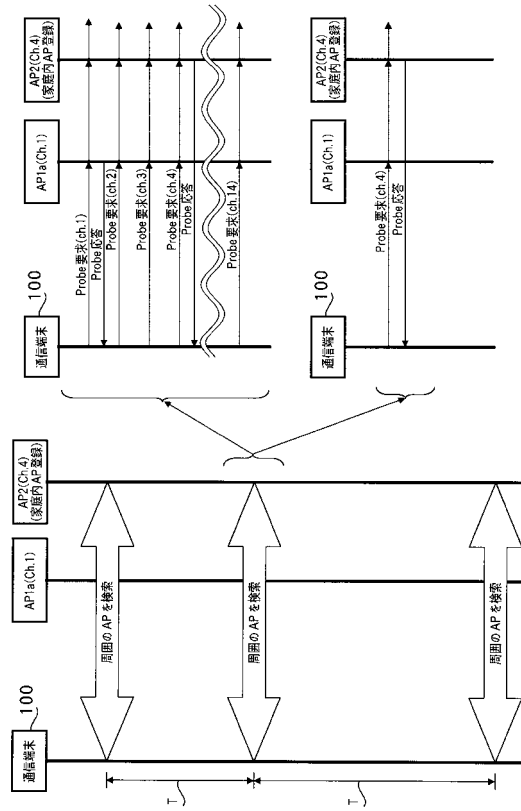 100
通信端末
AP1a(Ch.1)
AP2(Ch.4)
(家庭内AP登録)
周囲のAPを検索
周囲のAPを検索
周囲のAPを検索
T
T
100
通信端末
AP1a(Ch.1)
AP2(Ch.4)
(家庭内AP登録)
Probe要求(ch.1)
Probe応答
Probe要求(ch.2)
Probe要求(ch.3)
Probe要求(ch.4)
Probe応答
Probe要求(ch.14)
100
通信端末
AP1a(Ch.1)
AP2(Ch.4)
(家庭内AP登録)
Probe要求(ch.4)
Probe応答